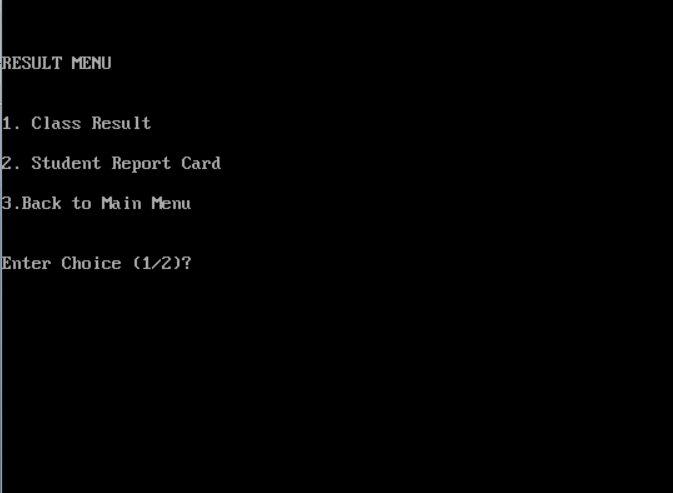 RESULT MENU
1. Class Result
2. Student Report Card
3.Back to Main Menu
Enter Choice (1/2)?